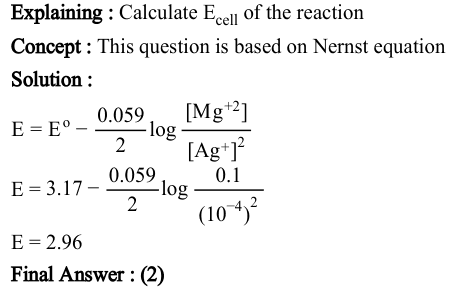 Explaining : Calculate E_cell of the reaction
Concept : This question is based on Nernst equation
Solution :
E = E° − 0.059/2 log [Mg⁺²]/[Ag⁺]²
E = 3.17 − 0.059/2 log 0.1/(10⁻⁴)²
E = 2.96
Final Answer : (2)